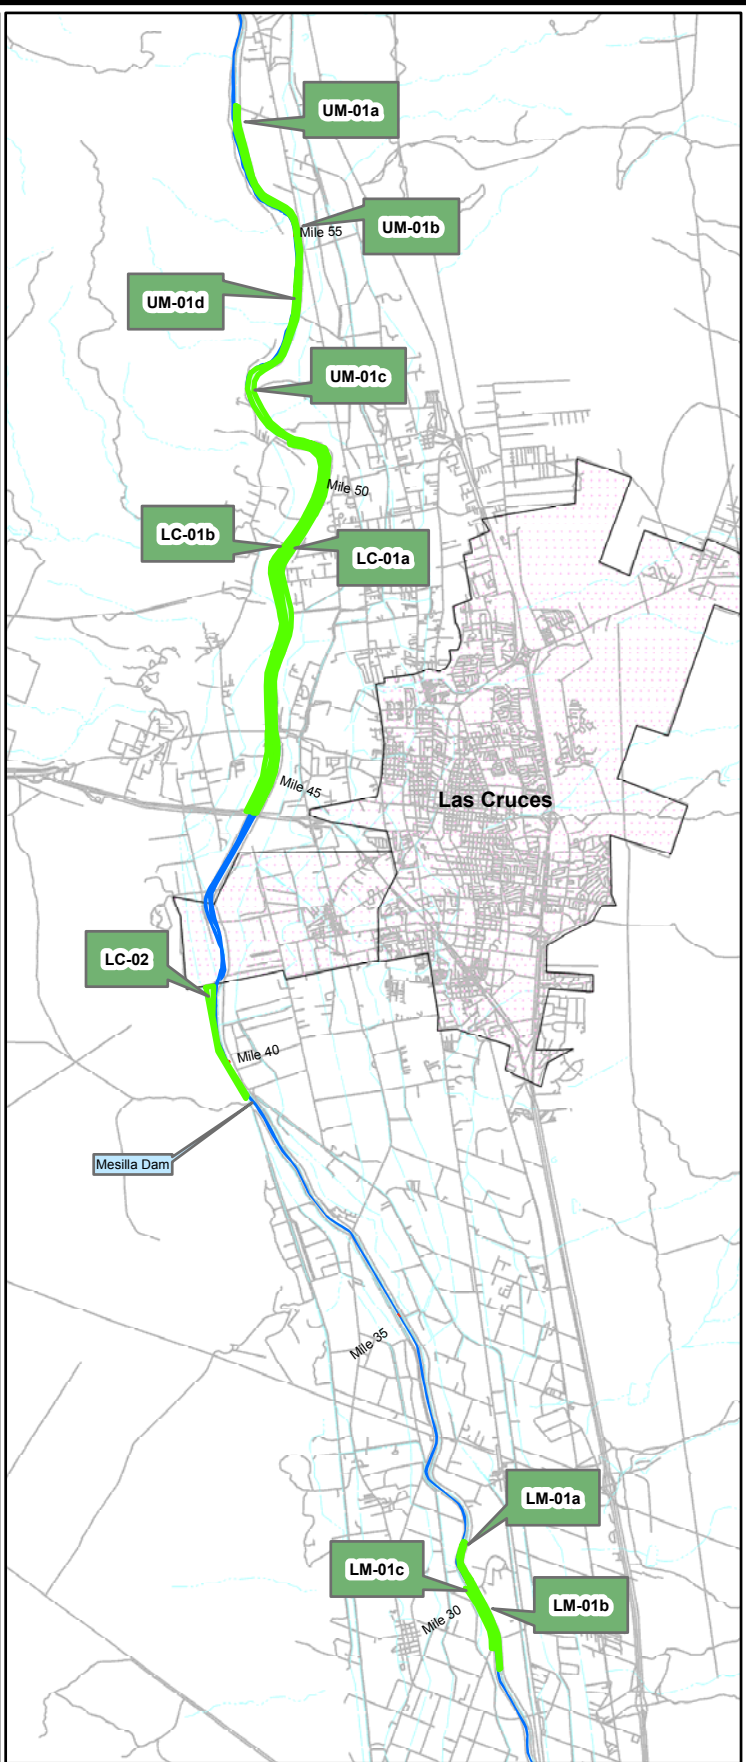 UM-01a
UM-01b
Mile 55
UM-01d
UM-01c
Mile 50
LC-01b
LC-01a
Mile 45
Las Cruces
LC-02
Mile 40
Mesilla Dam
Mile 35
LM-01a
LM-01c
LM-01b
Mile 30